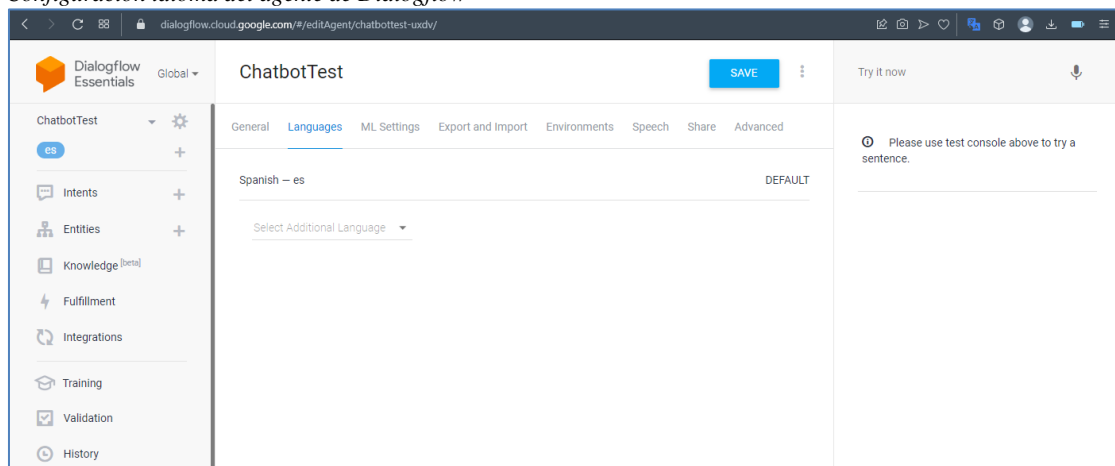 Configuración idioma del agente de Dialogflow
dialogflow.cloud.google.com/#/editAgent/chatbottest-uxdv/
Dialogflow
Essentials
Global
ChatbotTest
SAVE
Try it now
ChatbotTest
es
General Languages ML Settings Export and Import Environments Speech Share Advanced
Please use test console above to try a
sentence.
Spanish — es DEFAULT
Select Additional Language
Intents
Entities
Knowledge [beta]
Fulfillment
Integrations
Training
Validation
History